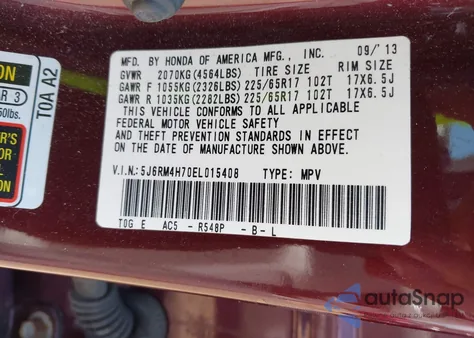 MFD. BY HONDA OF AMERICA MFG., INC. 09/'13
GVWR 2070KG(4564LBS) TIRE SIZE RIM SIZE
GAWR F 1055KG(2326LBS) 225/65R17 102T 17X6.5J
GAWR R 1035KG(2282LBS) 225/65R17 102T 17X6.5J
THIS VEHICLE CONFORMS TO ALL APPLICABLE
FEDERAL MOTOR VEHICLE SAFETY
AND THEFT PREVENTION STANDARDS IN EFFECT
ON THE DATE OF MANUFACTURE SHOWN ABOVE.
V.I.N.: 5J6RM4H70EL015408 TYPE: MPV
T0G E AC5 - R548P - B - L
T0A A2
ON
R 3
50lbs.
R'S
autoSnap